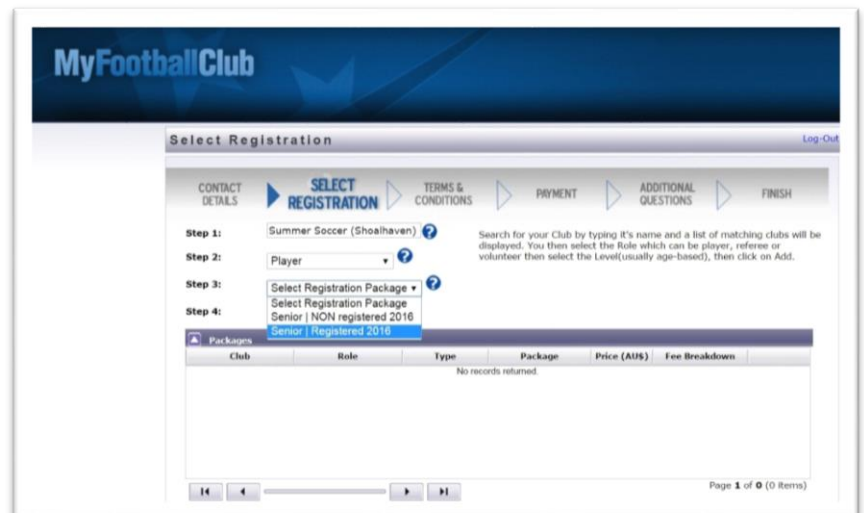 MyFootballClub
Select Registration
Log-Out
CONTACT DETAILS
SELECT REGISTRATION
TERMS & CONDITIONS
PAYMENT
ADDITIONAL QUESTIONS
FINISH
Step 1:
Summer Soccer (Shoalhaven)
?
Search for your Club by typing it's name and a list of matching clubs will be
displayed. You then select the Role which can be player, referee or
volunteer then select the Level(usually age-based), then click on Add.
Step 2:
Player
?
Step 3:
Select Registration Package
?
Select Registration Package
Senior | NON registered 2016
Senior | Registered 2016
Step 4:
Packages
Club Role Type Package Price (AU$) Fee Breakdown
No records returned.
Page 1 of 0 (0 items)